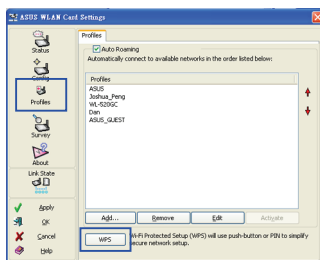 ASUS WLAN Card Settings
Status
Config
Profiles
Survey
About
Link State
Apply
OK
Cancel
Help
Profiles
Auto Roaming
Automatically connect to available networks in the order listed below:
Profiles
ASUS
Joshua_Peng
WL-520GC
Dan
ASUS_GUEST
Add...
Remove
Edit
Activate
WPS
Wi-Fi Protected Setup (WPS) will use push-button or PIN to simplify
secure network setup.